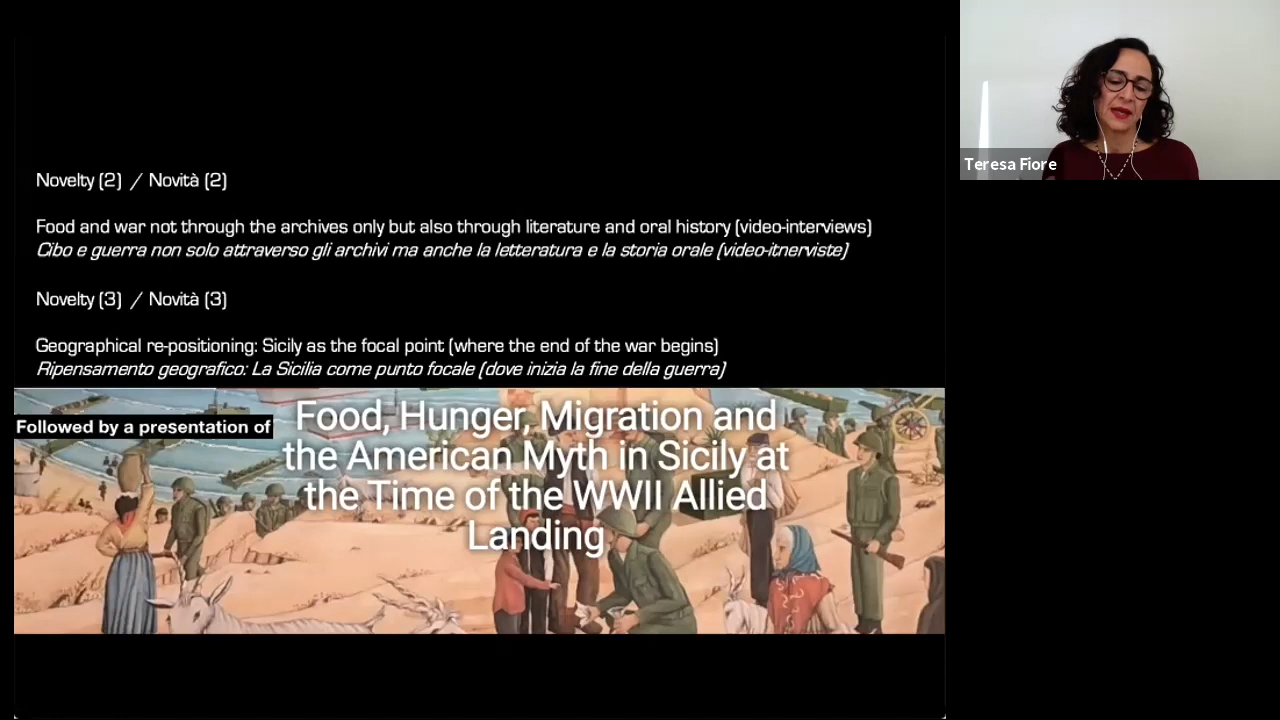 Novelty (2) / Novità (2)
Food and war not through the archives only but also through literature and oral history (video-interviews)
Cibo e guerra non solo attraverso gli archivi ma anche la letteratura e la storia orale (video-itnerviste)
Novelty (3) / Novità (3)
Geographical re-positioning: Sicily as the focal point (where the end of the war begins)
Ripensamento geografico: La Sicilia come punto focale (dove inizia la fine della guerra)
Followed by a presentation of
Food, Hunger, Migration and
the American Myth in Sicily at
the Time of the WWII Allied
Landing
Teresa Fiore